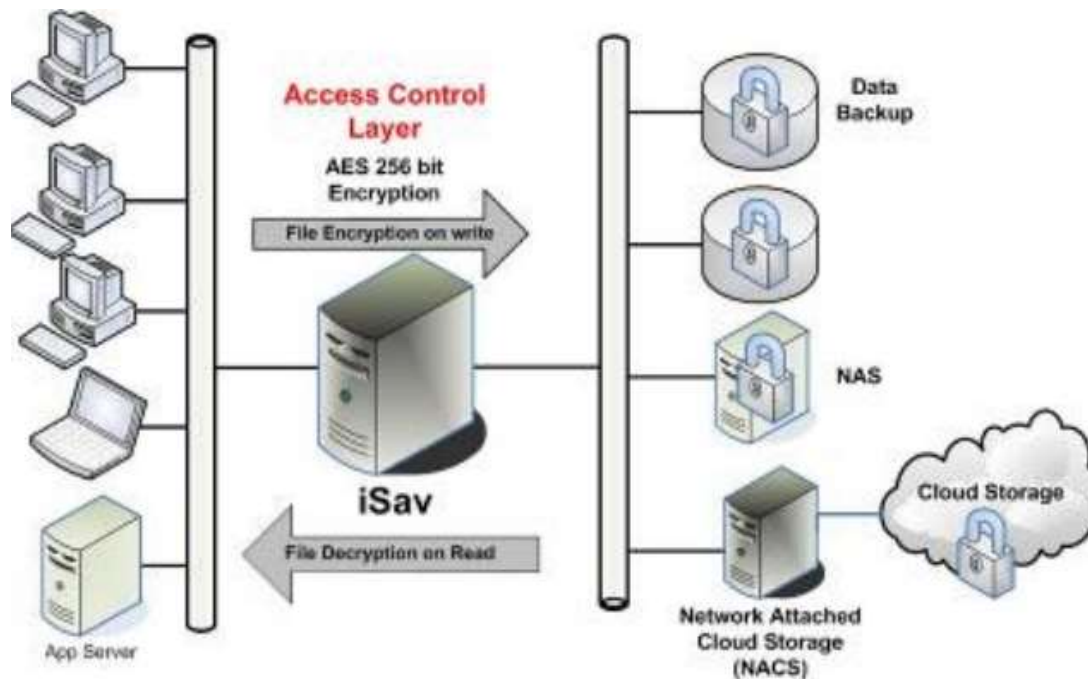 Access Control
Layer
AES 256 bit
Encryption
File Encryption on write
iSav
File Decryption on Read
App Server
Data
Backup
NAS
Cloud Storage
Network Attached
Cloud Storage
(NACS)